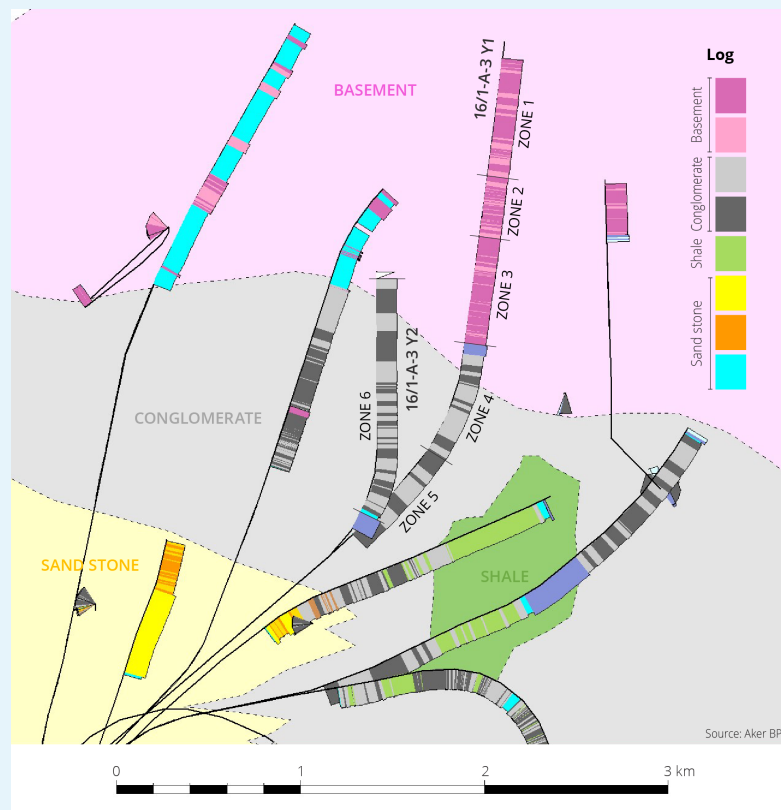 Log
BASEMENT
16/1-A-3 Y1
ZONE 1
ZONE 2
ZONE 3
ZONE 4
ZONE 5
16/1-A-3 Y2
ZONE 6
CONGLOMERATE
SAND STONE
SHALE
Basement
Conglomerate
Shale
Sand stone
Source: Aker BP
0 1 2 3 km